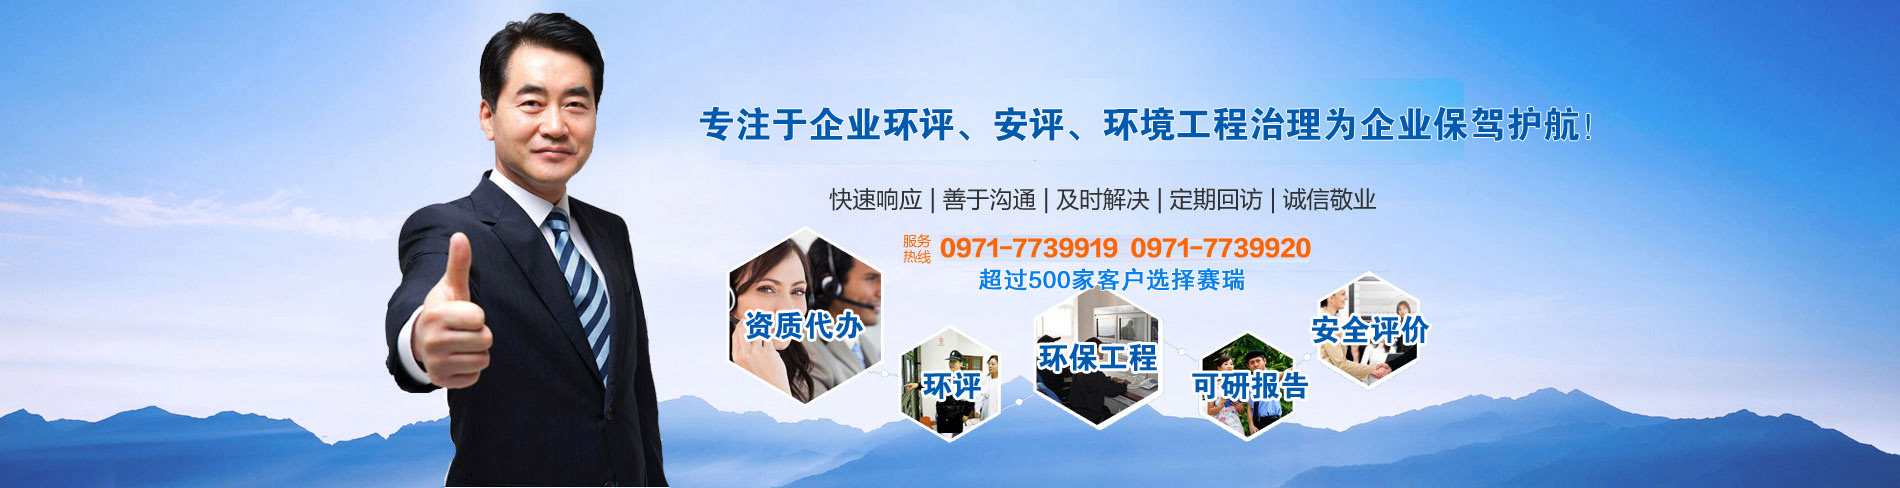 专注于企业环评、安评、环境工程治理为企业保驾护航!
快速响应 | 善于沟通 | 及时解决 | 定期回访 | 诚信敬业
服务热线 0971-7739919 0971-7739920
超过500家客户选择赛瑞
资质代办
环评
环保工程
可研报告
安全评价